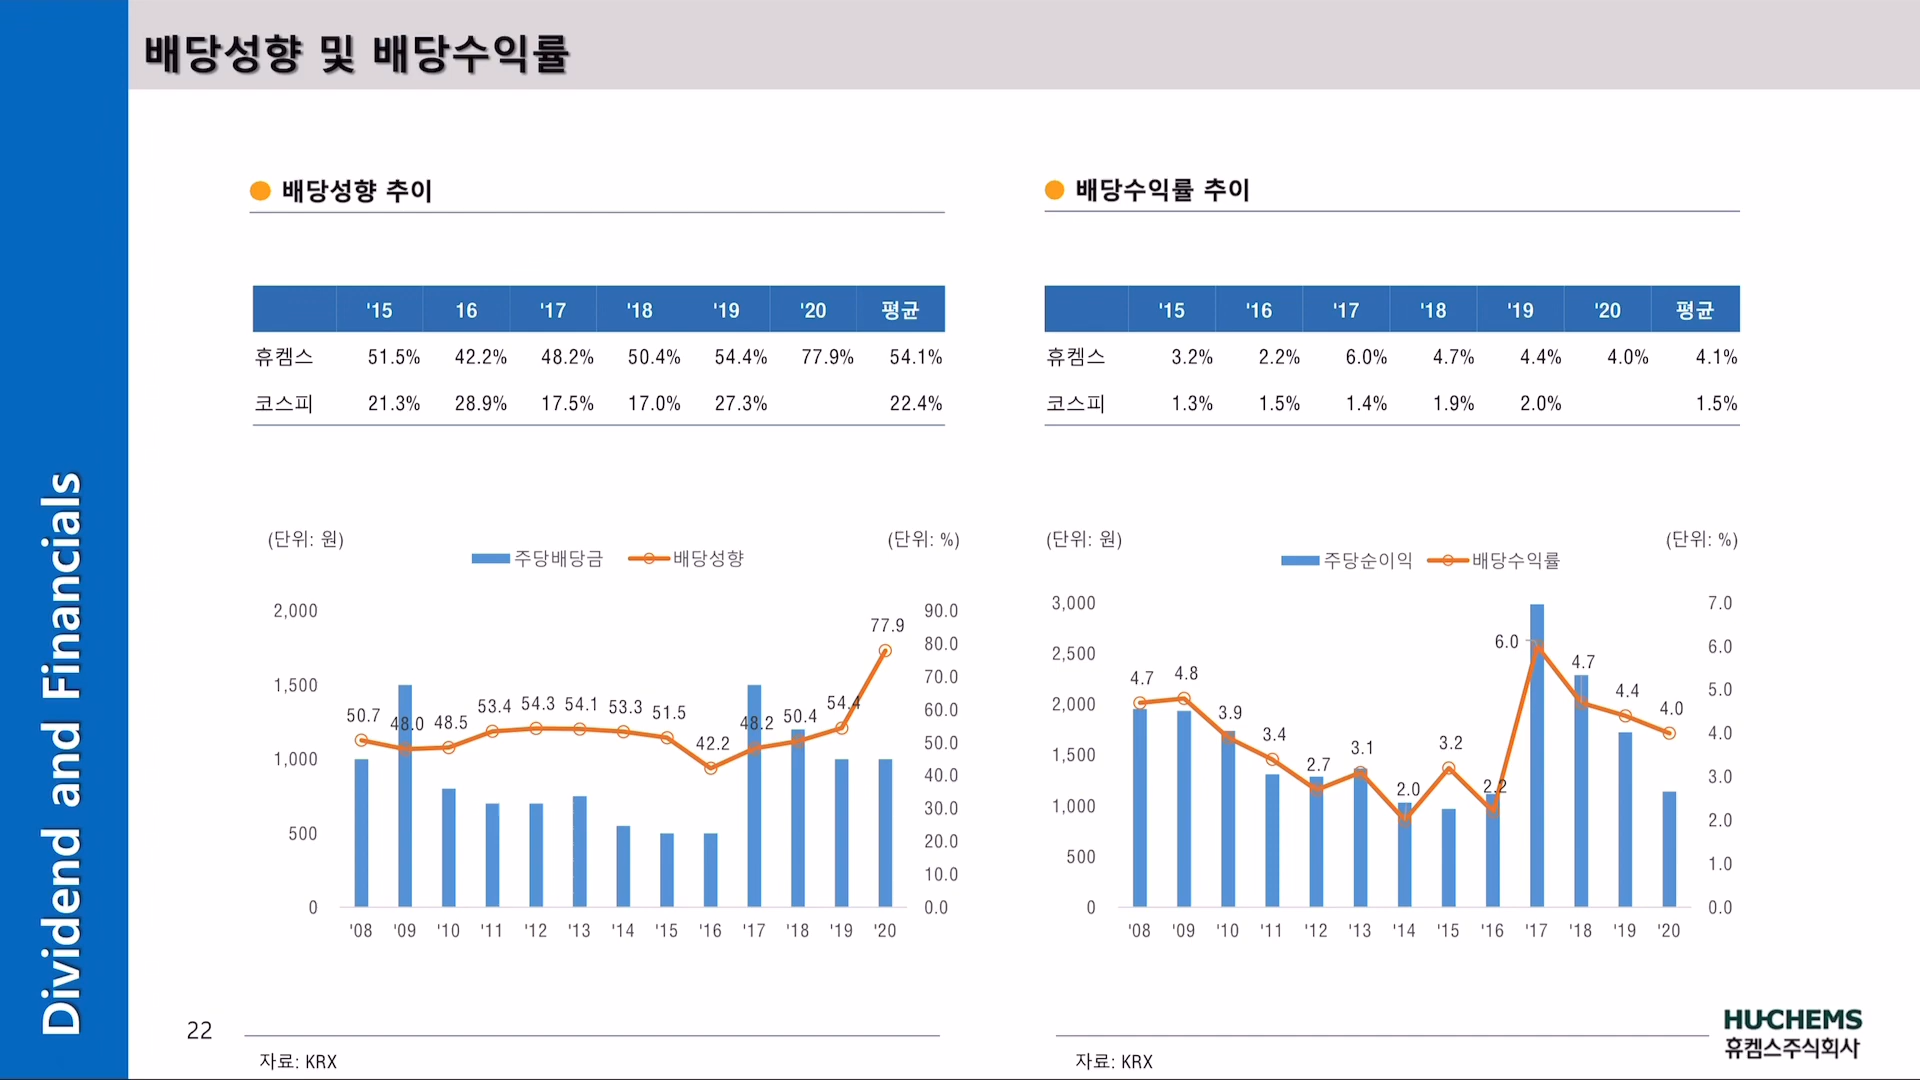 배당성향 및 배당수익률
Dividend and Financials
배당성향 추이
'15 16 '17 '18 '19 '20 평균
휴켐스 51.5% 42.2% 48.2% 50.4% 54.4% 77.9% 54.1%
코스피 21.3% 28.9% 17.5% 17.0% 27.3% 22.4%
(단위: 원) (단위: %)
주당배당금 배당성향
2,000
1,500
1,000
500
0
90.0
80.0
70.0
60.0
50.0
40.0
30.0
20.0
10.0
0.0
50.7 48.0 48.5 53.4 54.3 54.1 53.3 51.5 42.2 48.2 50.4 54.4 77.9
'08 '09 '10 '11 '12 '13 '14 '15 '16 '17 '18 '19 '20
자료: KRX
배당수익률 추이
'15 '16 '17 '18 '19 '20 평균
휴켐스 3.2% 2.2% 6.0% 4.7% 4.4% 4.0% 4.1%
코스피 1.3% 1.5% 1.4% 1.9% 2.0% 1.5%
(단위: 원) (단위: %)
주당순이익 배당수익률
3,000
2,500
2,000
1,500
1,000
500
0
7.0
6.0
5.0
4.0
3.0
2.0
1.0
0.0
4.7 4.8 3.9 3.4 2.7 3.1 2.0 3.2 2.2 6.0 4.7 4.4 4.0
'08 '09 '10 '11 '12 '13 '14 '15 '16 '17 '18 '19 '20
자료: KRX
22
HUCHEMS
휴켐스주식회사